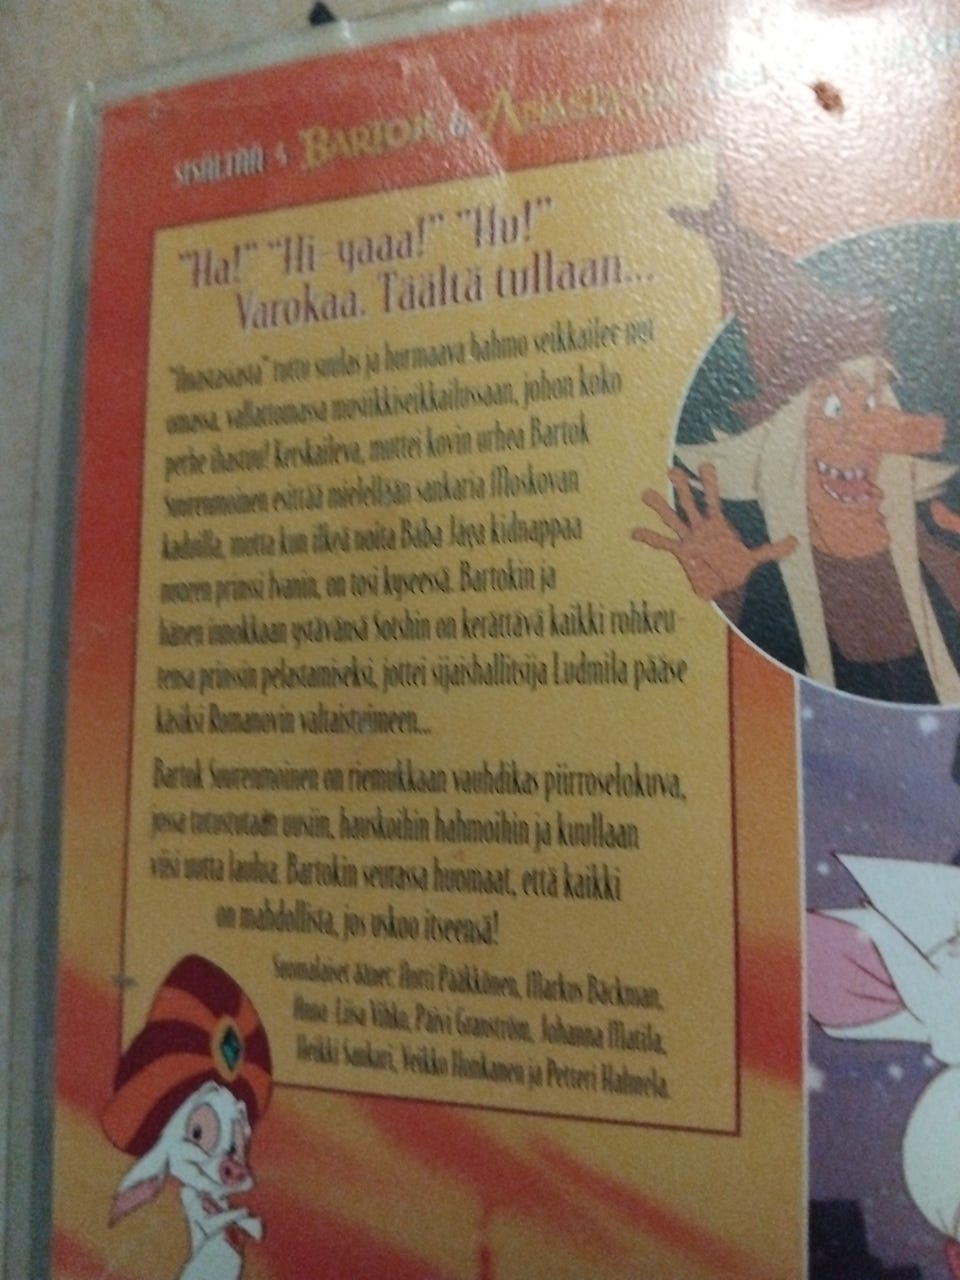 SISÄLTÄÄ 4 BARTOK & ANASTASIA
"Ha!" "Hi-yaaa!" "Hu!"
Varokaa. Täältä tullaan...
"Anastasiasta" tuttu suulas ja hurmaava hahmo seikkailee nyt
omassa, vallattomassa musiikkiseikkailussaan, johon koko
perhe ihastuu! Kerskaileva, muttei kovin urhea Bartok
Suurenmoinen esittää mielellään sankaria Moskovan
kaduilla, mutta kun ilkeä noita Baba Jaga kidnappaa
nuoren prinssi Ivanin, on tosi kyseessä. Bartokin ja
hänen innokkaan ystävänsä Sotshin on kerättävä kaikki rohkeu-
tensa prinssin pelastamiseksi, jottei sijaishallitsija Ludmila pääse
käsiksi Romanovin valtaistuimeen...
Bartok Suurenmoinen on riemukkaan vauhdikas piirroselokuva,
jossa tutustutaan uusiin, hauskoihin hahmoihin ja kuullaan
viisi uutta laulua. Bartokin seurassa huomaat, että kaikki
on mahdollista, jos uskoo itseensä!
Suomalaiset äänet: Antti Pääkkönen, Markus Bäckman,
Anna-Liisa Vihko, Päivi Granström, Johanna Matila,
Heikki Sankari, Veikko Honkanen ja Petteri Hahmela.